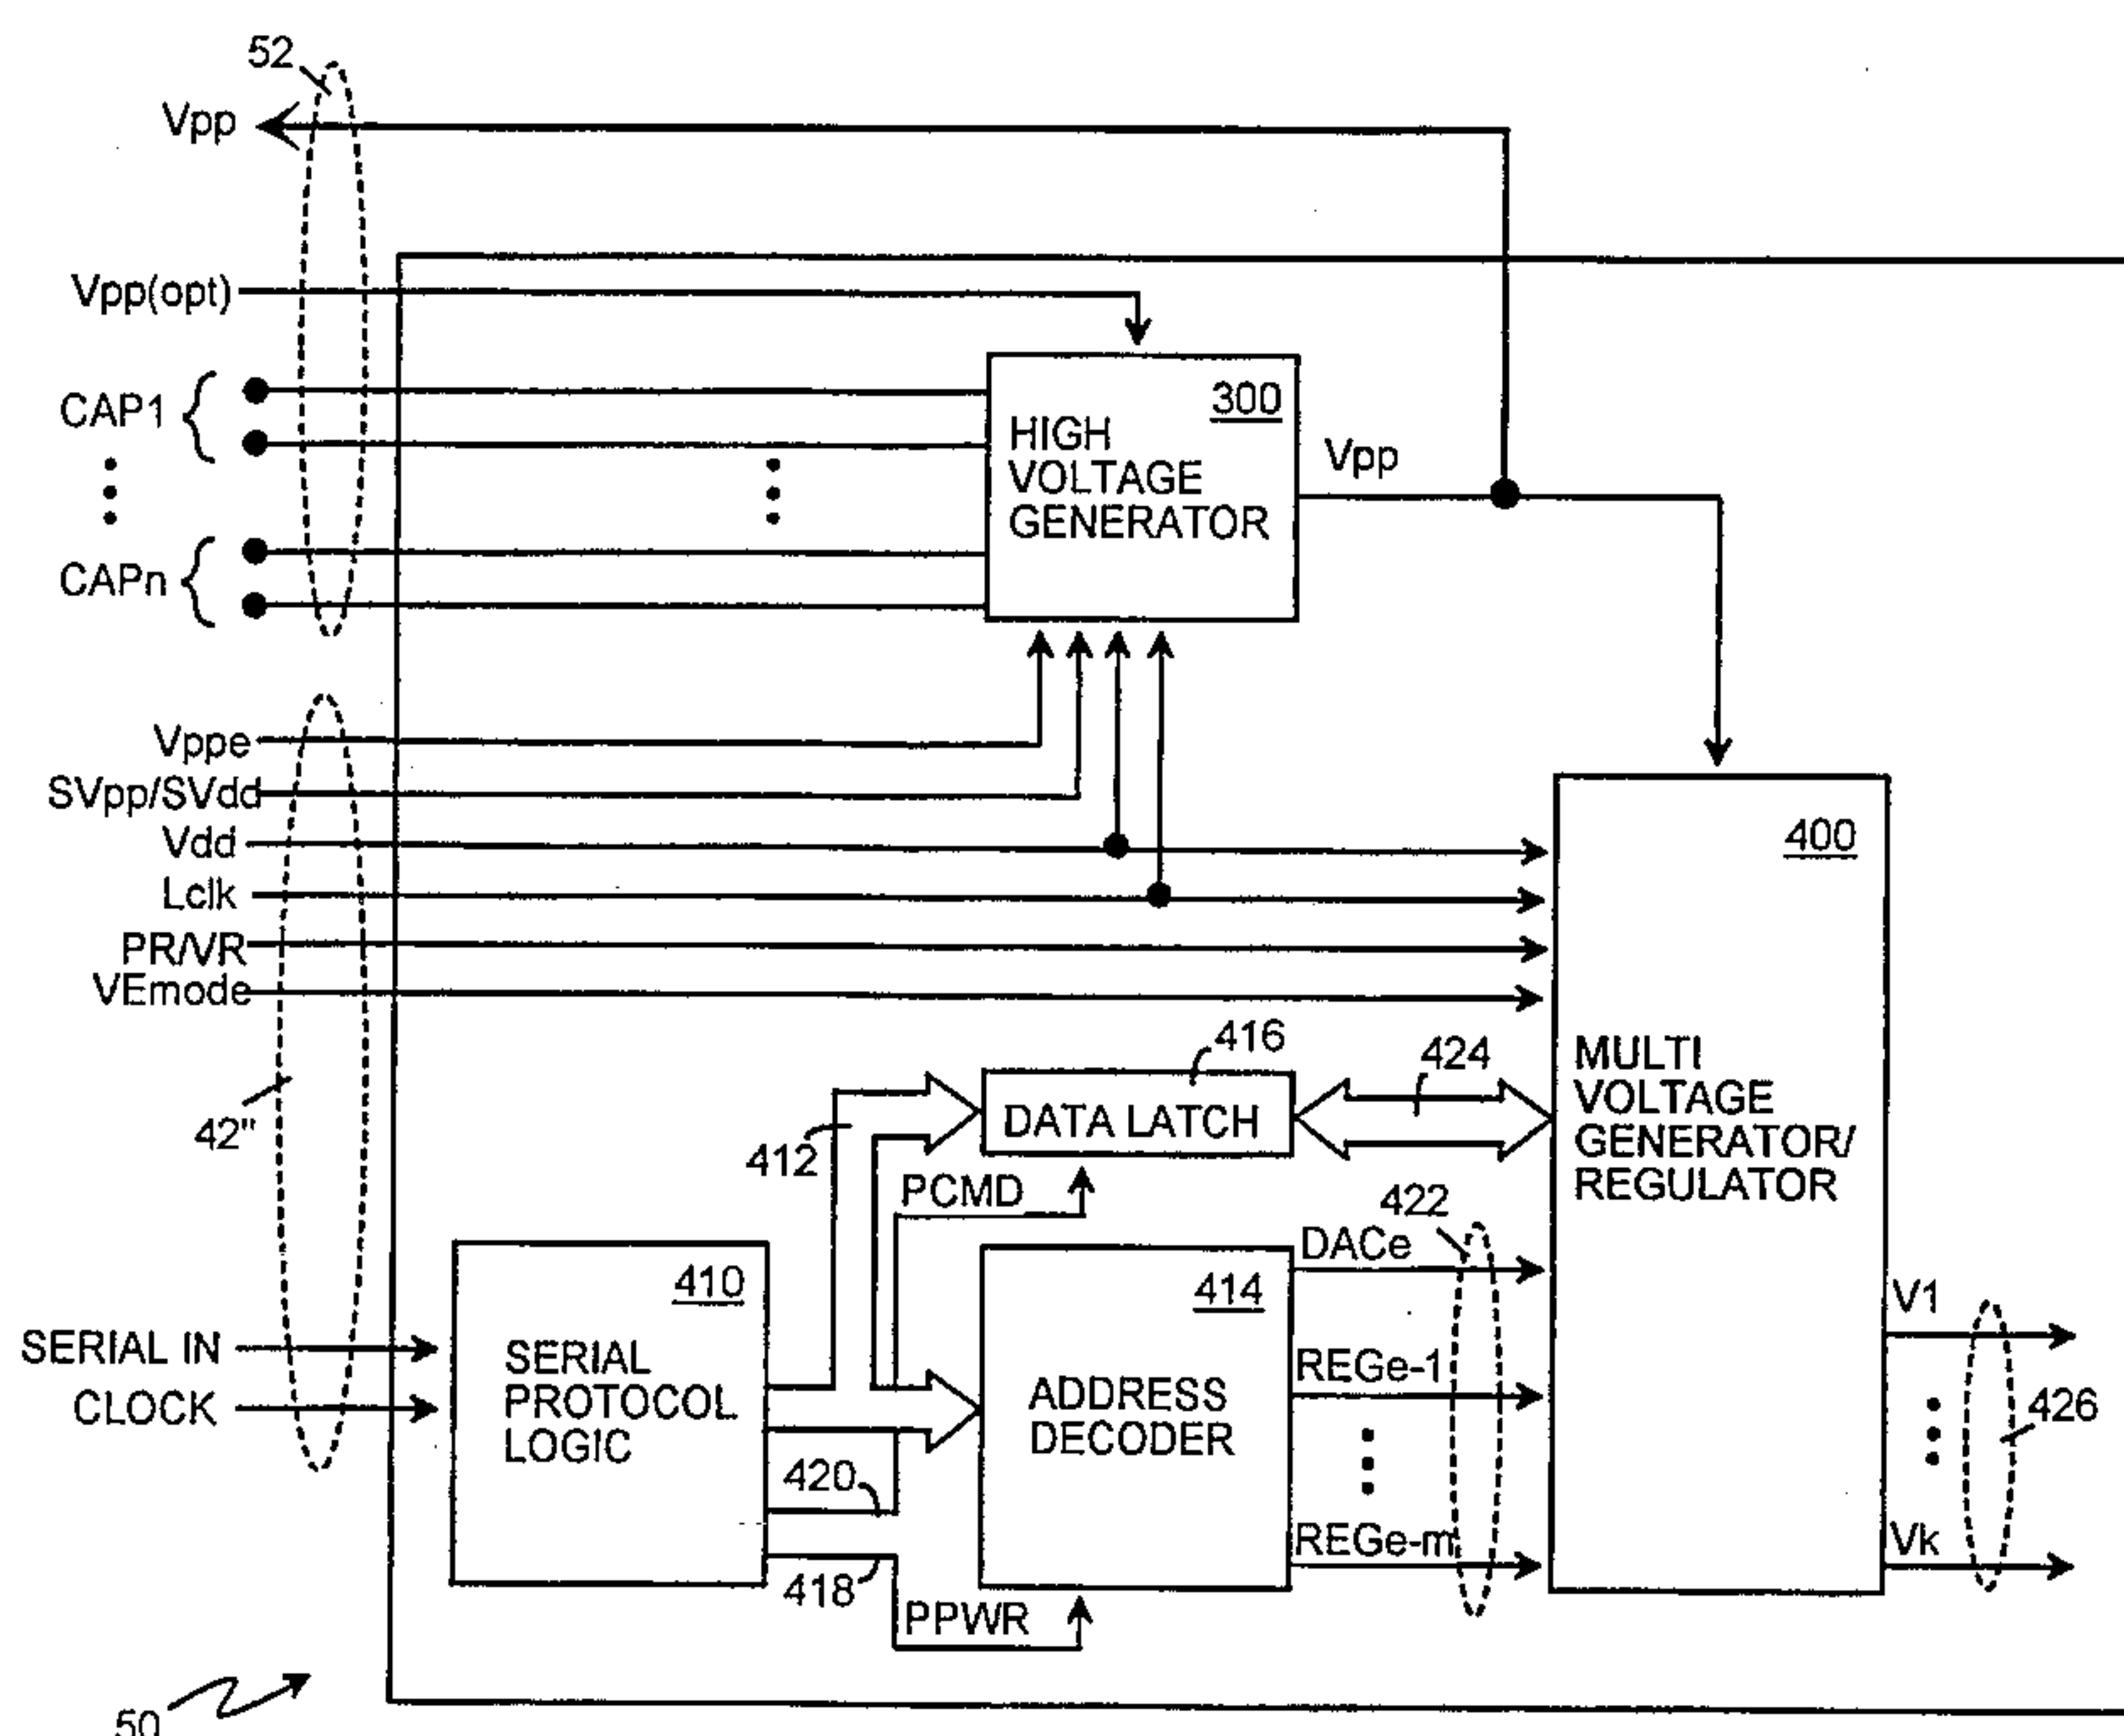 52
Vpp
Vpp(opt)
CAP1
300
HIGH
VOLTAGE
GENERATOR
Vpp
CAPn
Vppe
SVpp/SVdd
Vdd
400
Lclk
PR/VR
VEmode
416
424
MULTI
VOLTAGE
GENERATOR/
REGULATOR
DATA LATCH
42"
412
PCMD
422
DACe
410
414
V1
SERIAL IN
SERIAL
PROTOCOL
LOGIC
REGe-1
CLOCK
ADDRESS
DECODER
426
420
REGe-m
Vk
418
PPWR
50